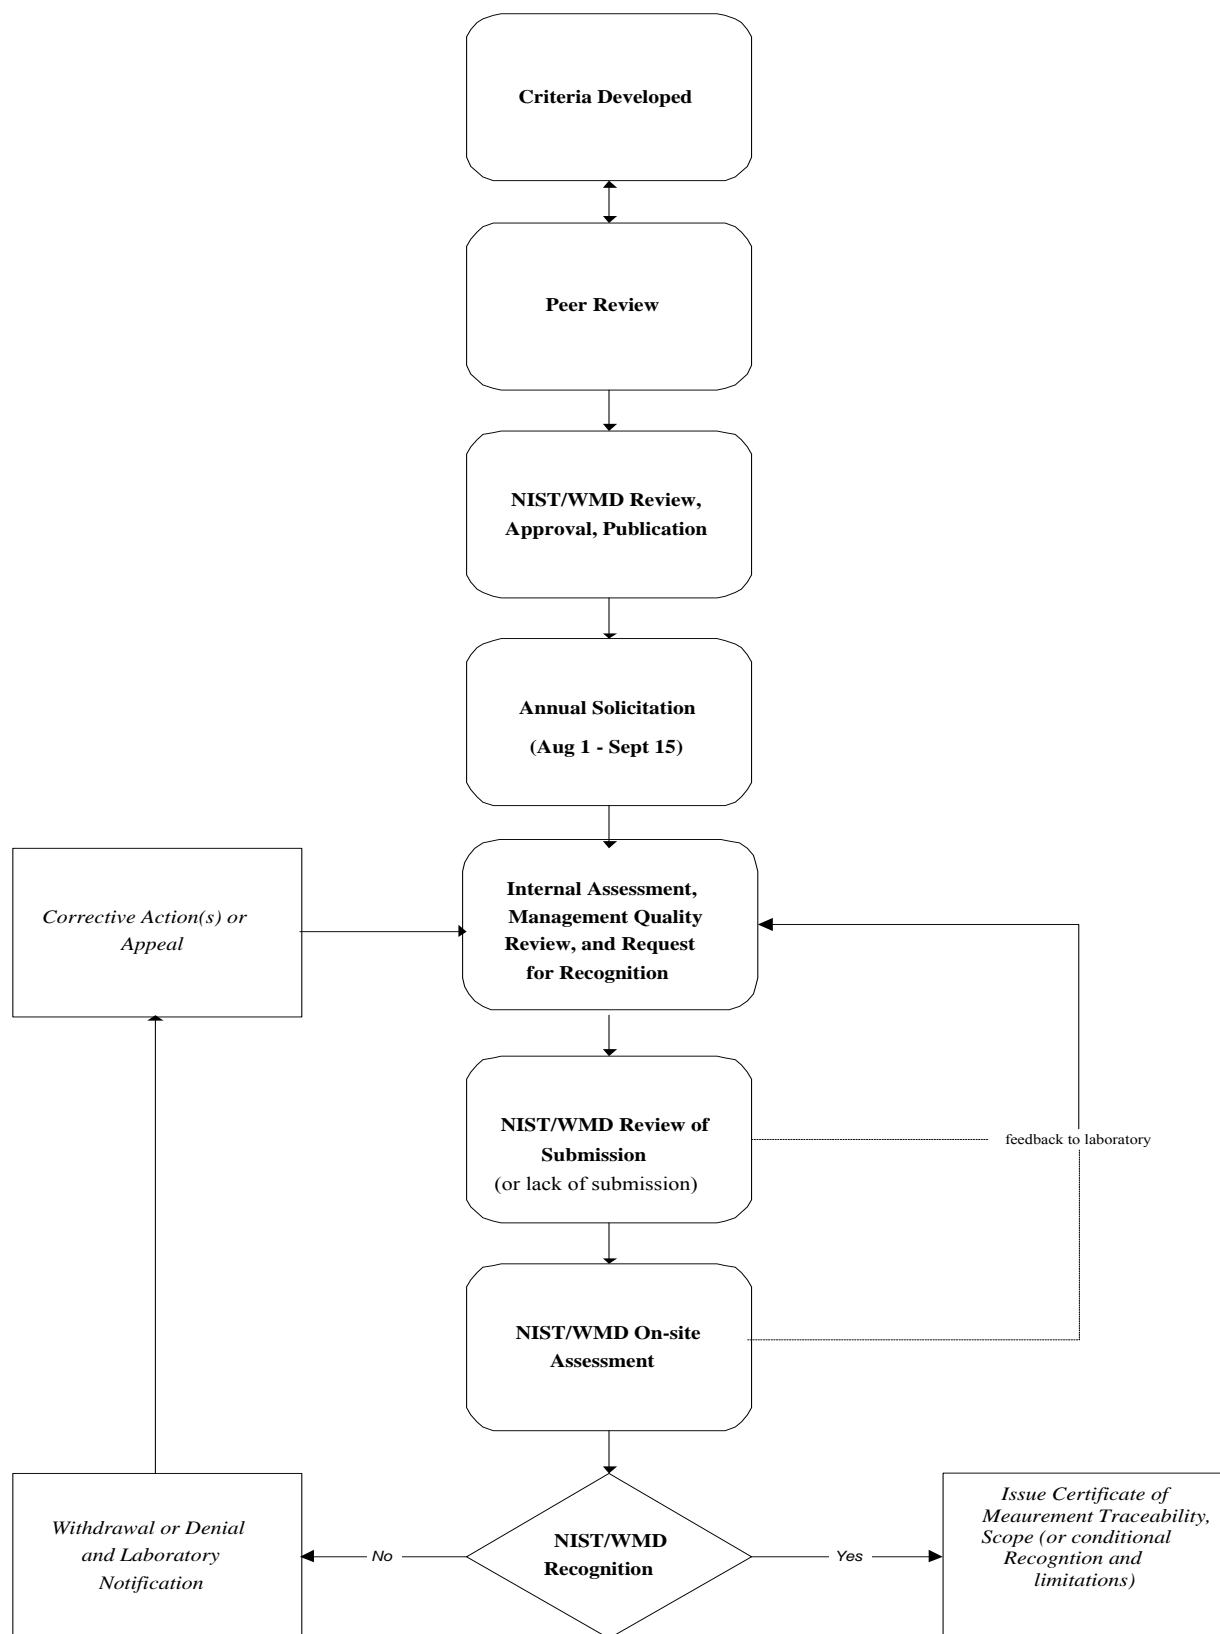 Criteria Developed
Peer Review
NIST/WMD Review,
Approval, Publication
Annual Solicitation
(Aug 1 - Sept 15)
Corrective Action(s) or
Appeal
Internal Assessment,
Management Quality
Review, and Request
for Recognition
NIST/WMD Review of
Submission
(or lack of submission)
feedback to laboratory
NIST/WMD On-site
Assessment
Withdrawal or Denial
and Laboratory
Notification
No
NIST/WMD
Recognition
Yes
Issue Certificate of
Meaurement Traceability,
Scope (or conditional
Recogntion and
limitations)